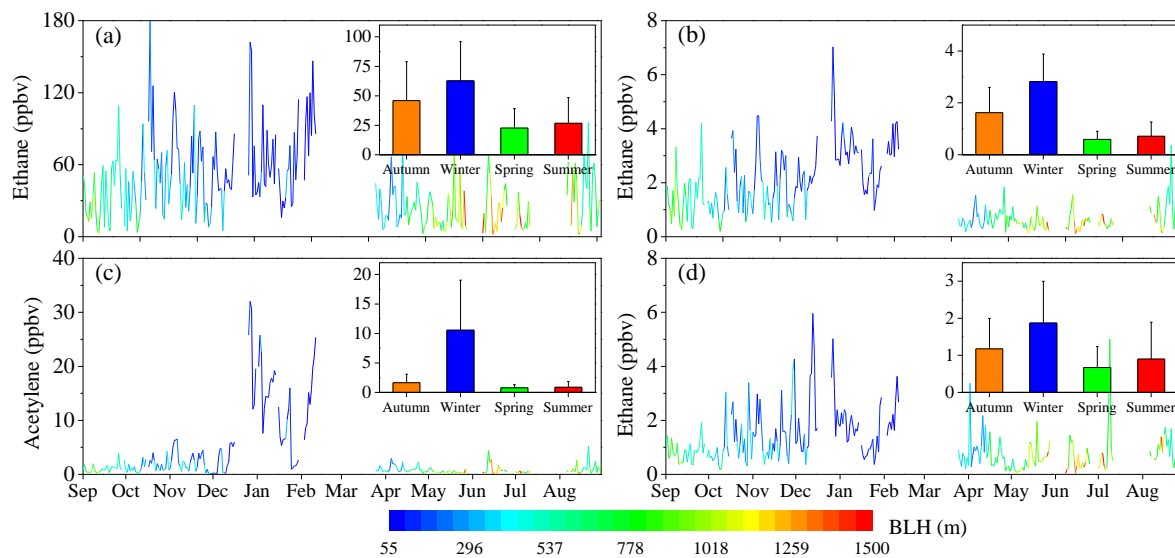 (a)
Ethane (ppbv)
180
120
60
0
100
75
50
25
0
Autumn Winter Spring Summer
(b)
Ethane (ppbv)
8
6
4
2
0
4
2
0
Autumn Winter Spring Summer
(c)
Acetylene (ppbv)
40
30
20
10
0
20
15
10
5
0
Autumn Winter Spring Summer
Sep Oct Nov Dec Jan Feb Mar Apr May Jun Jul Aug
(d)
Ethane (ppbv)
8
6
4
2
0
3
2
1
0
Autumn Winter Spring Summer
Sep Oct Nov Dec Jan Feb Mar Apr May Jun Jul Aug
BLH (m)
55 296 537 778 1018 1259 1500